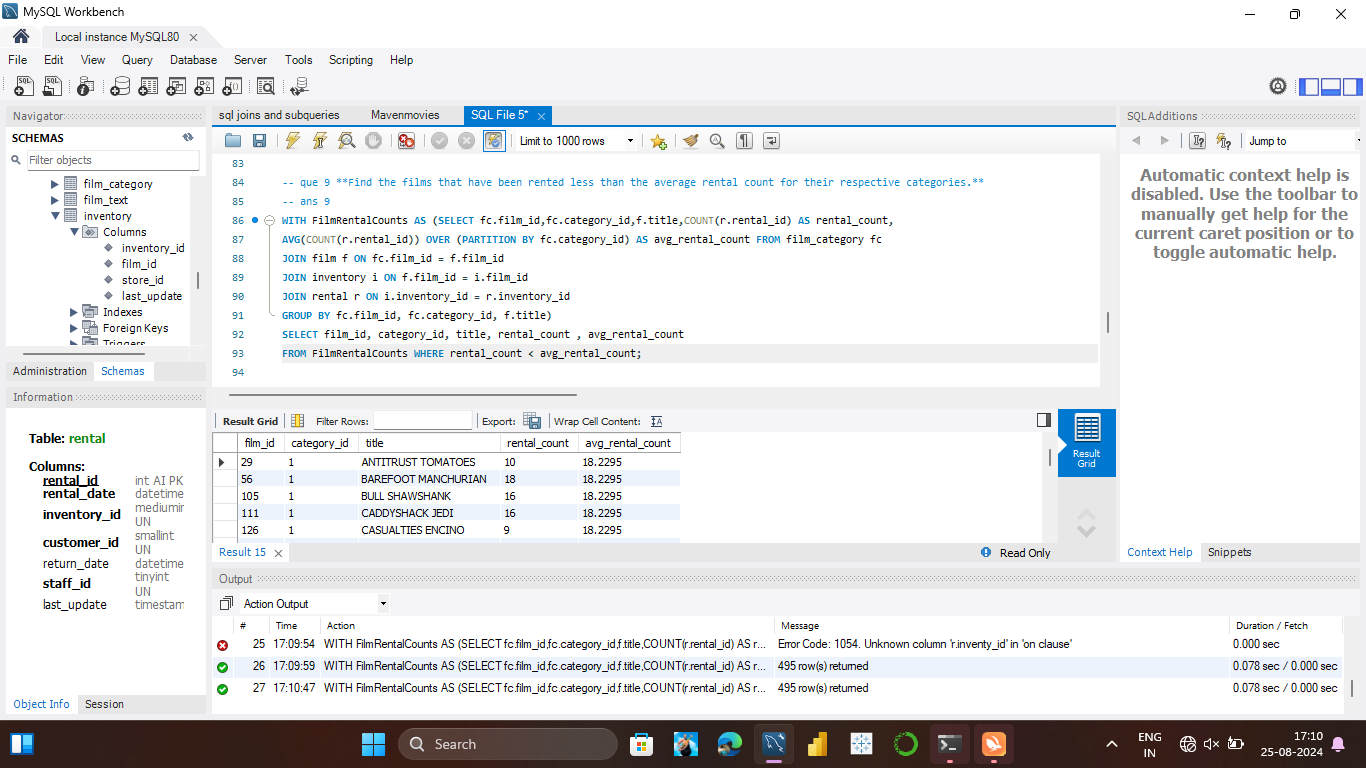 MySQL Workbench
Local instance MySQL80
File Edit View Query Database Server Tools Scripting Help
Navigator
SCHEMAS
Filter objects
film_category
film_text
inventory
Columns
inventory_id
film_id
store_id
last_update
Indexes
Foreign Keys
Triggers
Administration Schemas
Information
Table: rental
Columns:
rental_id int AI PK
rental_date datetime
inventory_id mediumin
UN
customer_id smallint
UN
return_date datetime
staff_id tinyint
UN
last_update timestam
Object Info Session
sql joins and subqueries Mavenmovies SQL File 5*
Limit to 1000 rows
83
84 -- que 9 **Find the films that have been rented less than the average rental count for their respective categories.**
85 -- ans 9
86 WITH FilmRentalCounts AS (SELECT fc.film_id,fc.category_id,f.title,COUNT(r.rental_id) AS rental_count,
87 AVG(COUNT(r.rental_id)) OVER (PARTITION BY fc.category_id) AS avg_rental_count FROM film_category fc
88 JOIN film f ON fc.film_id = f.film_id
89 JOIN inventory i ON f.film_id = i.film_id
90 JOIN rental r ON i.inventory_id = r.inventory_id
91 GROUP BY fc.film_id, fc.category_id, f.title)
92 SELECT film_id, category_id, title, rental_count , avg_rental_count
93 FROM FilmRentalCounts WHERE rental_count < avg_rental_count;
94
Result Grid Filter Rows: Export: Wrap Cell Content: IA
film_id category_id title rental_count avg_rental_count
29 1 ANTITRUST TOMATOES 10 18.2295
56 1 BAREFOOT MANCHURIAN 18 18.2295
105 1 BULL SHAWSHANK 16 18.2295
111 1 CADDYSHACK JEDI 16 18.2295
126 1 CASUALTIES ENCINO 9 18.2295
Result Grid
Result 15 Read Only
SQLAdditions
Jump to
Automatic context help is
disabled. Use the toolbar to
manually get help for the
current caret position or to
toggle automatic help.
Context Help Snippets
Output
Action Output
# Time Action Message Duration / Fetch
25 17:09:54 WITH FilmRentalCounts AS (SELECT fc.film_id,fc.category_id,f.title,COUNT(r.rental_id) AS r... Error Code: 1054. Unknown column 'r.inventy_id' in 'on clause' 0.000 sec
26 17:09:59 WITH FilmRentalCounts AS (SELECT fc.film_id,fc.category_id,f.title,COUNT(r.rental_id) AS r... 495 row(s) returned 0.078 sec / 0.000 sec
27 17:10:47 WITH FilmRentalCounts AS (SELECT fc.film_id,fc.category_id,f.title,COUNT(r.rental_id) AS r... 495 row(s) returned 0.078 sec / 0.000 sec
Search
ENG
IN
17:10
25-08-2024